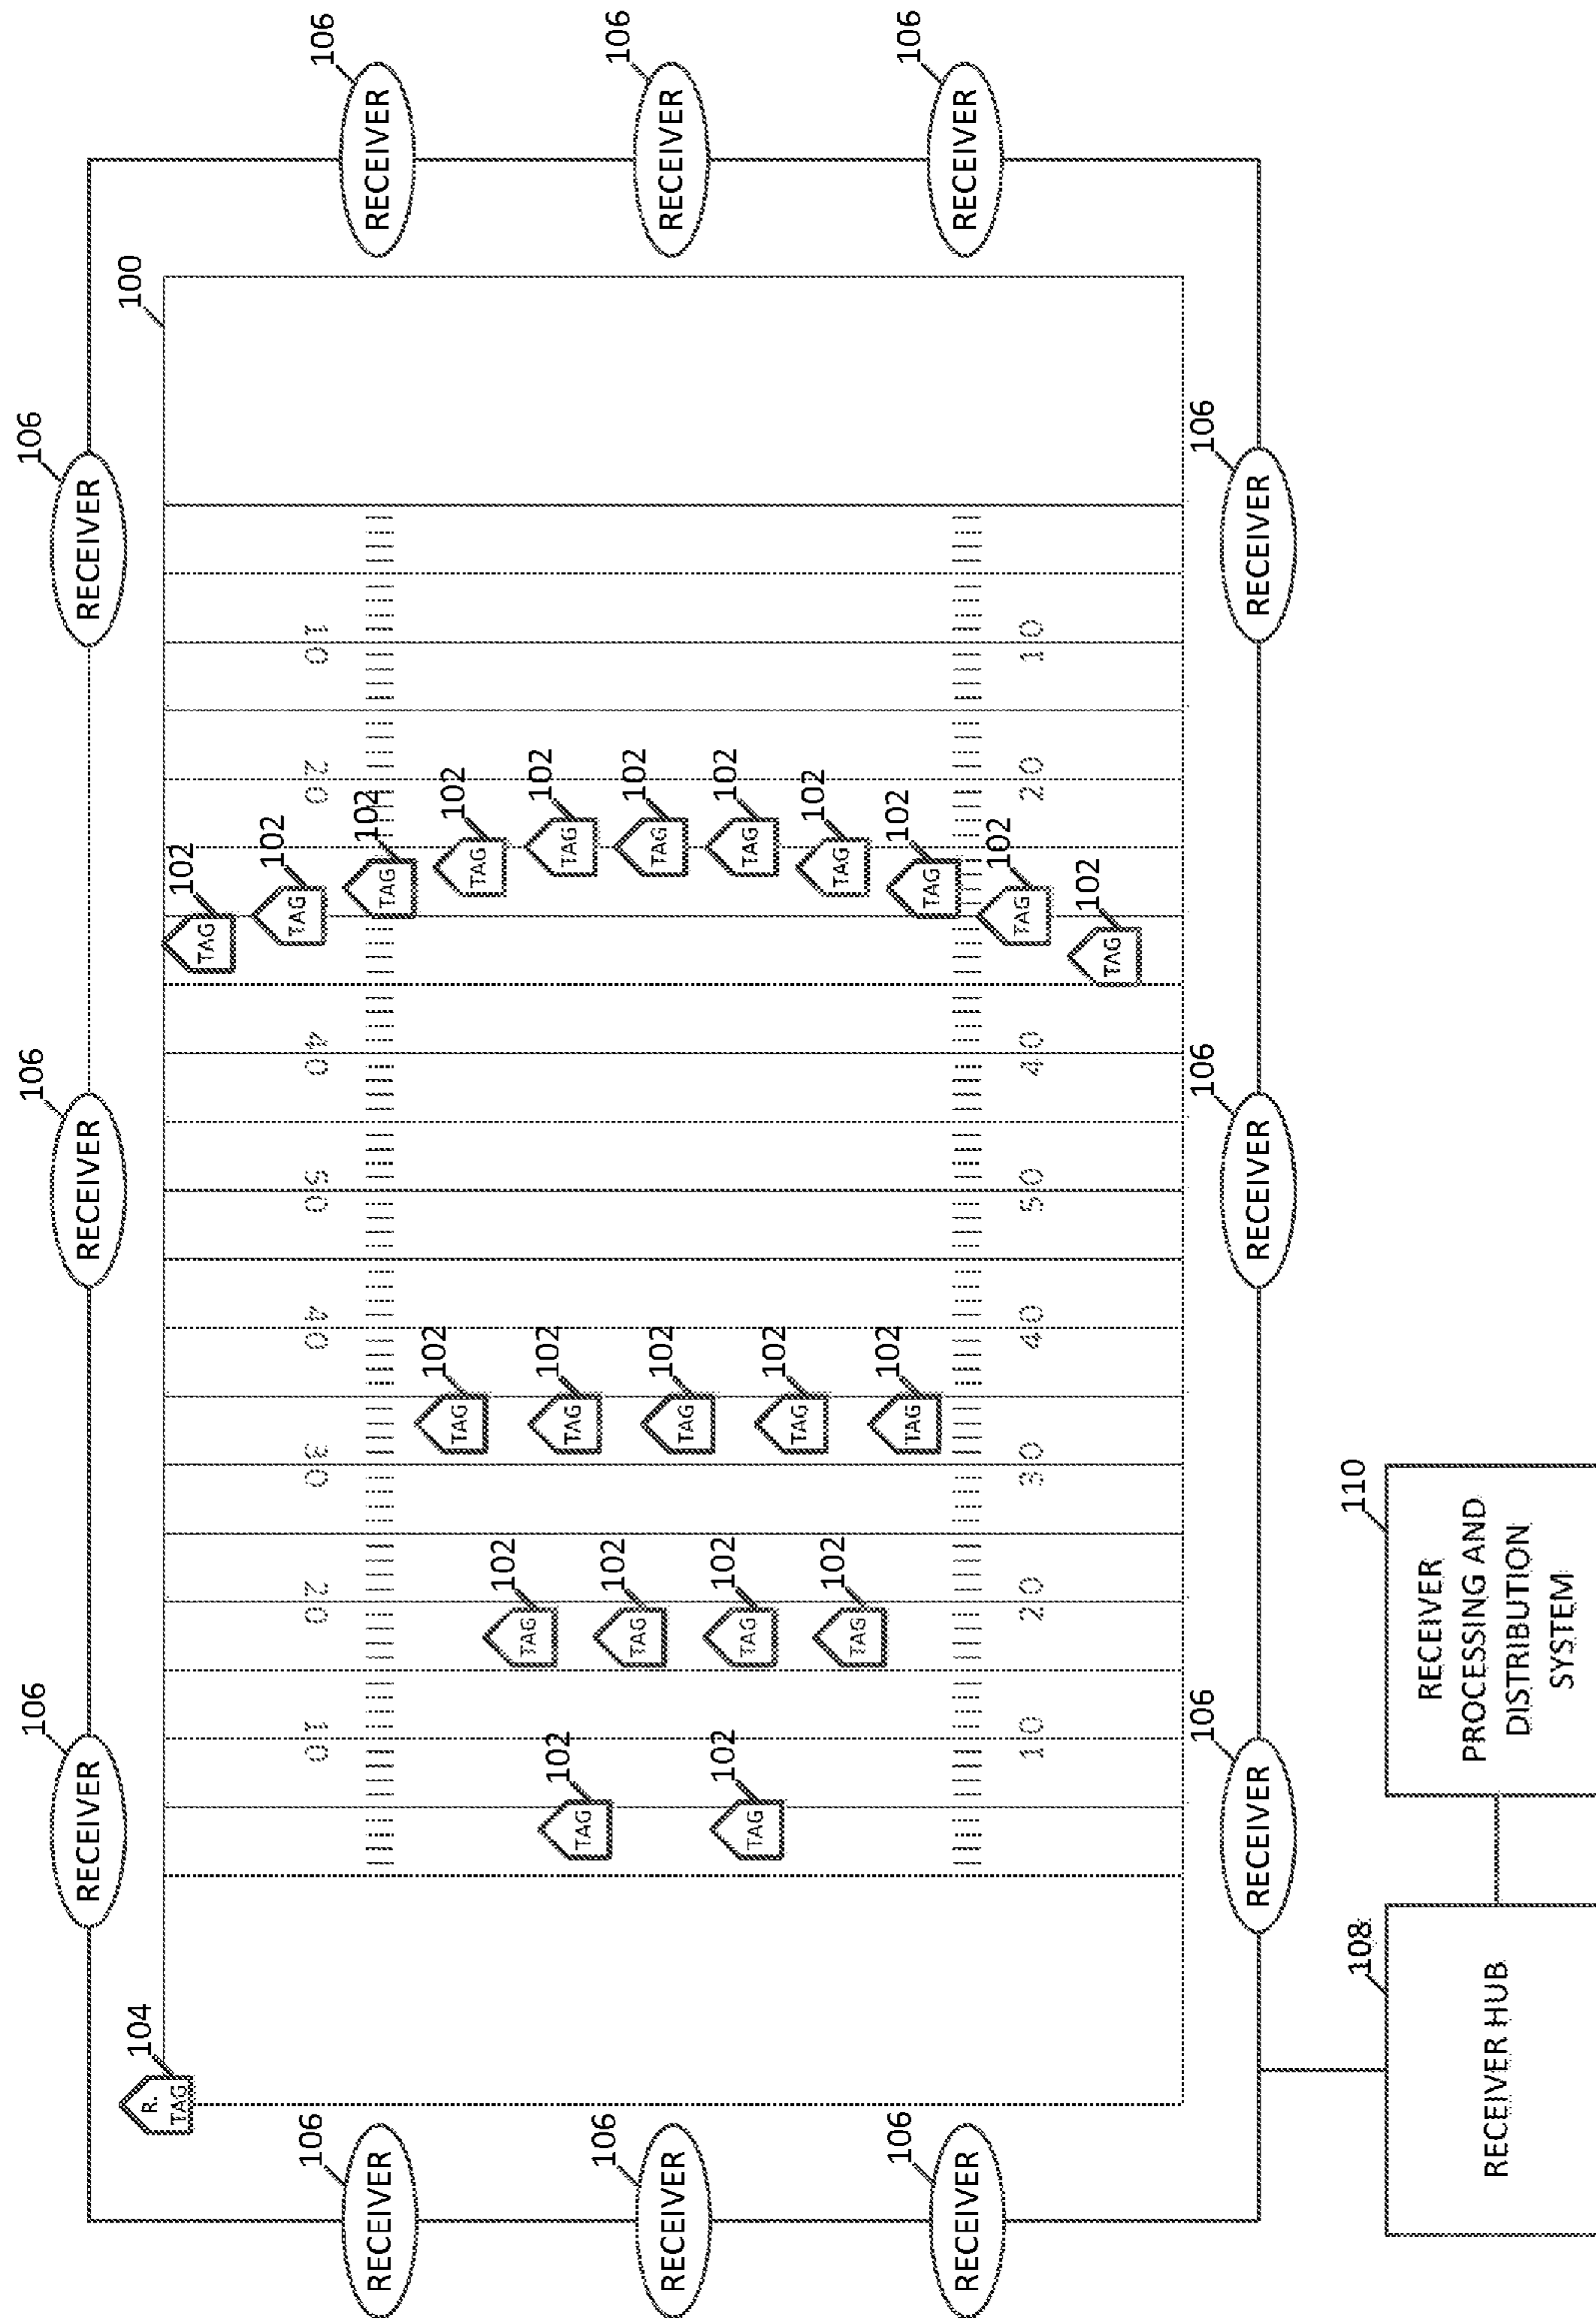 106 106 106
RECEIVER RECEIVER RECEIVER
104 100
R.
TAG
102
TAG
102
TAG
106 106
10 20 30 40 50 40 20 10
102
RECEIVER TAG RECEIVER
102 102
TAG TAG
102
TAG
102 102
TAG TAG
102
TAG
106 106
102 102
TAG TAG
102
RECEIVER TAG RECEIVER
102 102
TAG TAG
102
TAG
102 102
TAG TAG
102
TAG
106 106
102 102
TAG TAG
RECEIVER RECEIVER
102
TAG
10 20 30 40 50 40 20 10
102
TAG
106 106 106
RECEIVER RECEIVER RECEIVER
108 110
RECEIVER HUB
RECEIVER
PROCESSING AND
DISTRIBUTION
SYSTEM